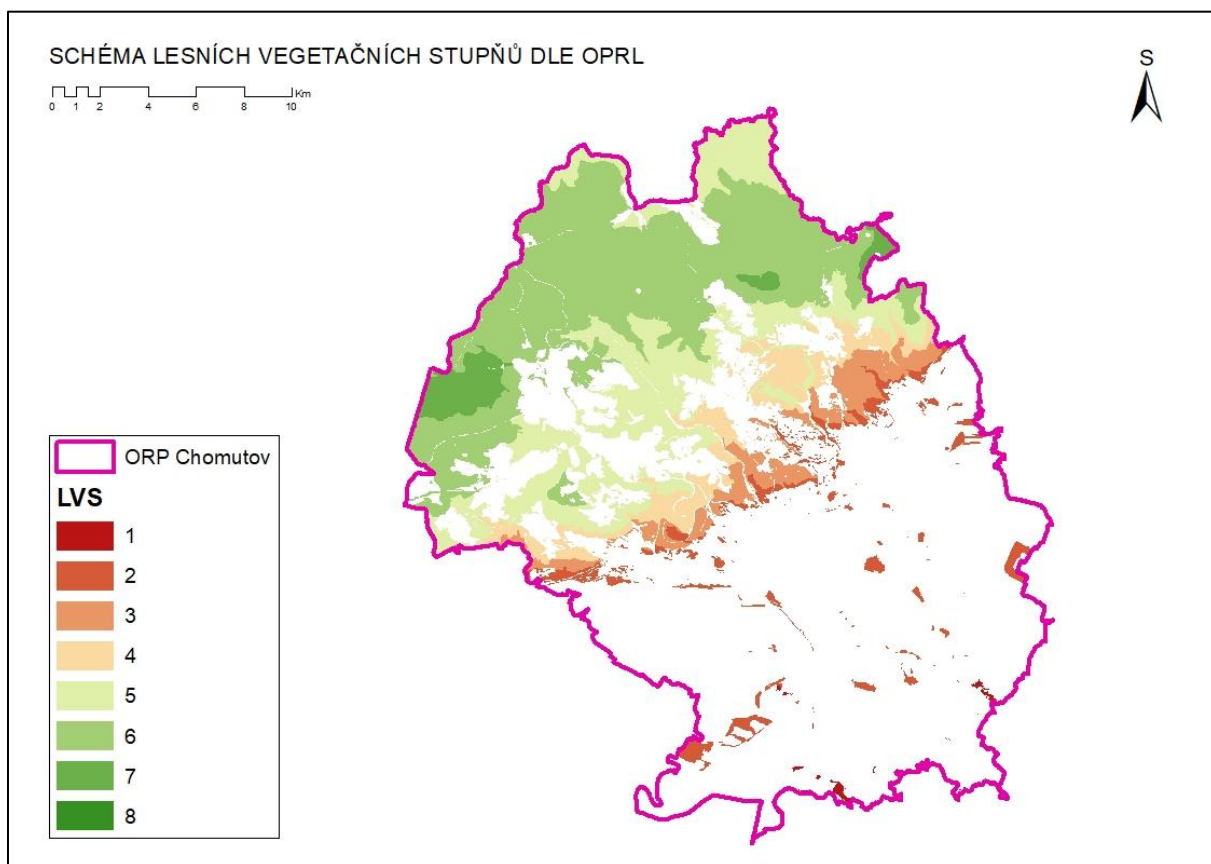 SCHÉMA LESNÍCH VEGETAČNÍCH STUPŇŮ DLE OPRL
S
Km
0 1 2 4 6 8 10
ORP Chomutov
LVS
1
2
3
4
5
6
7
8